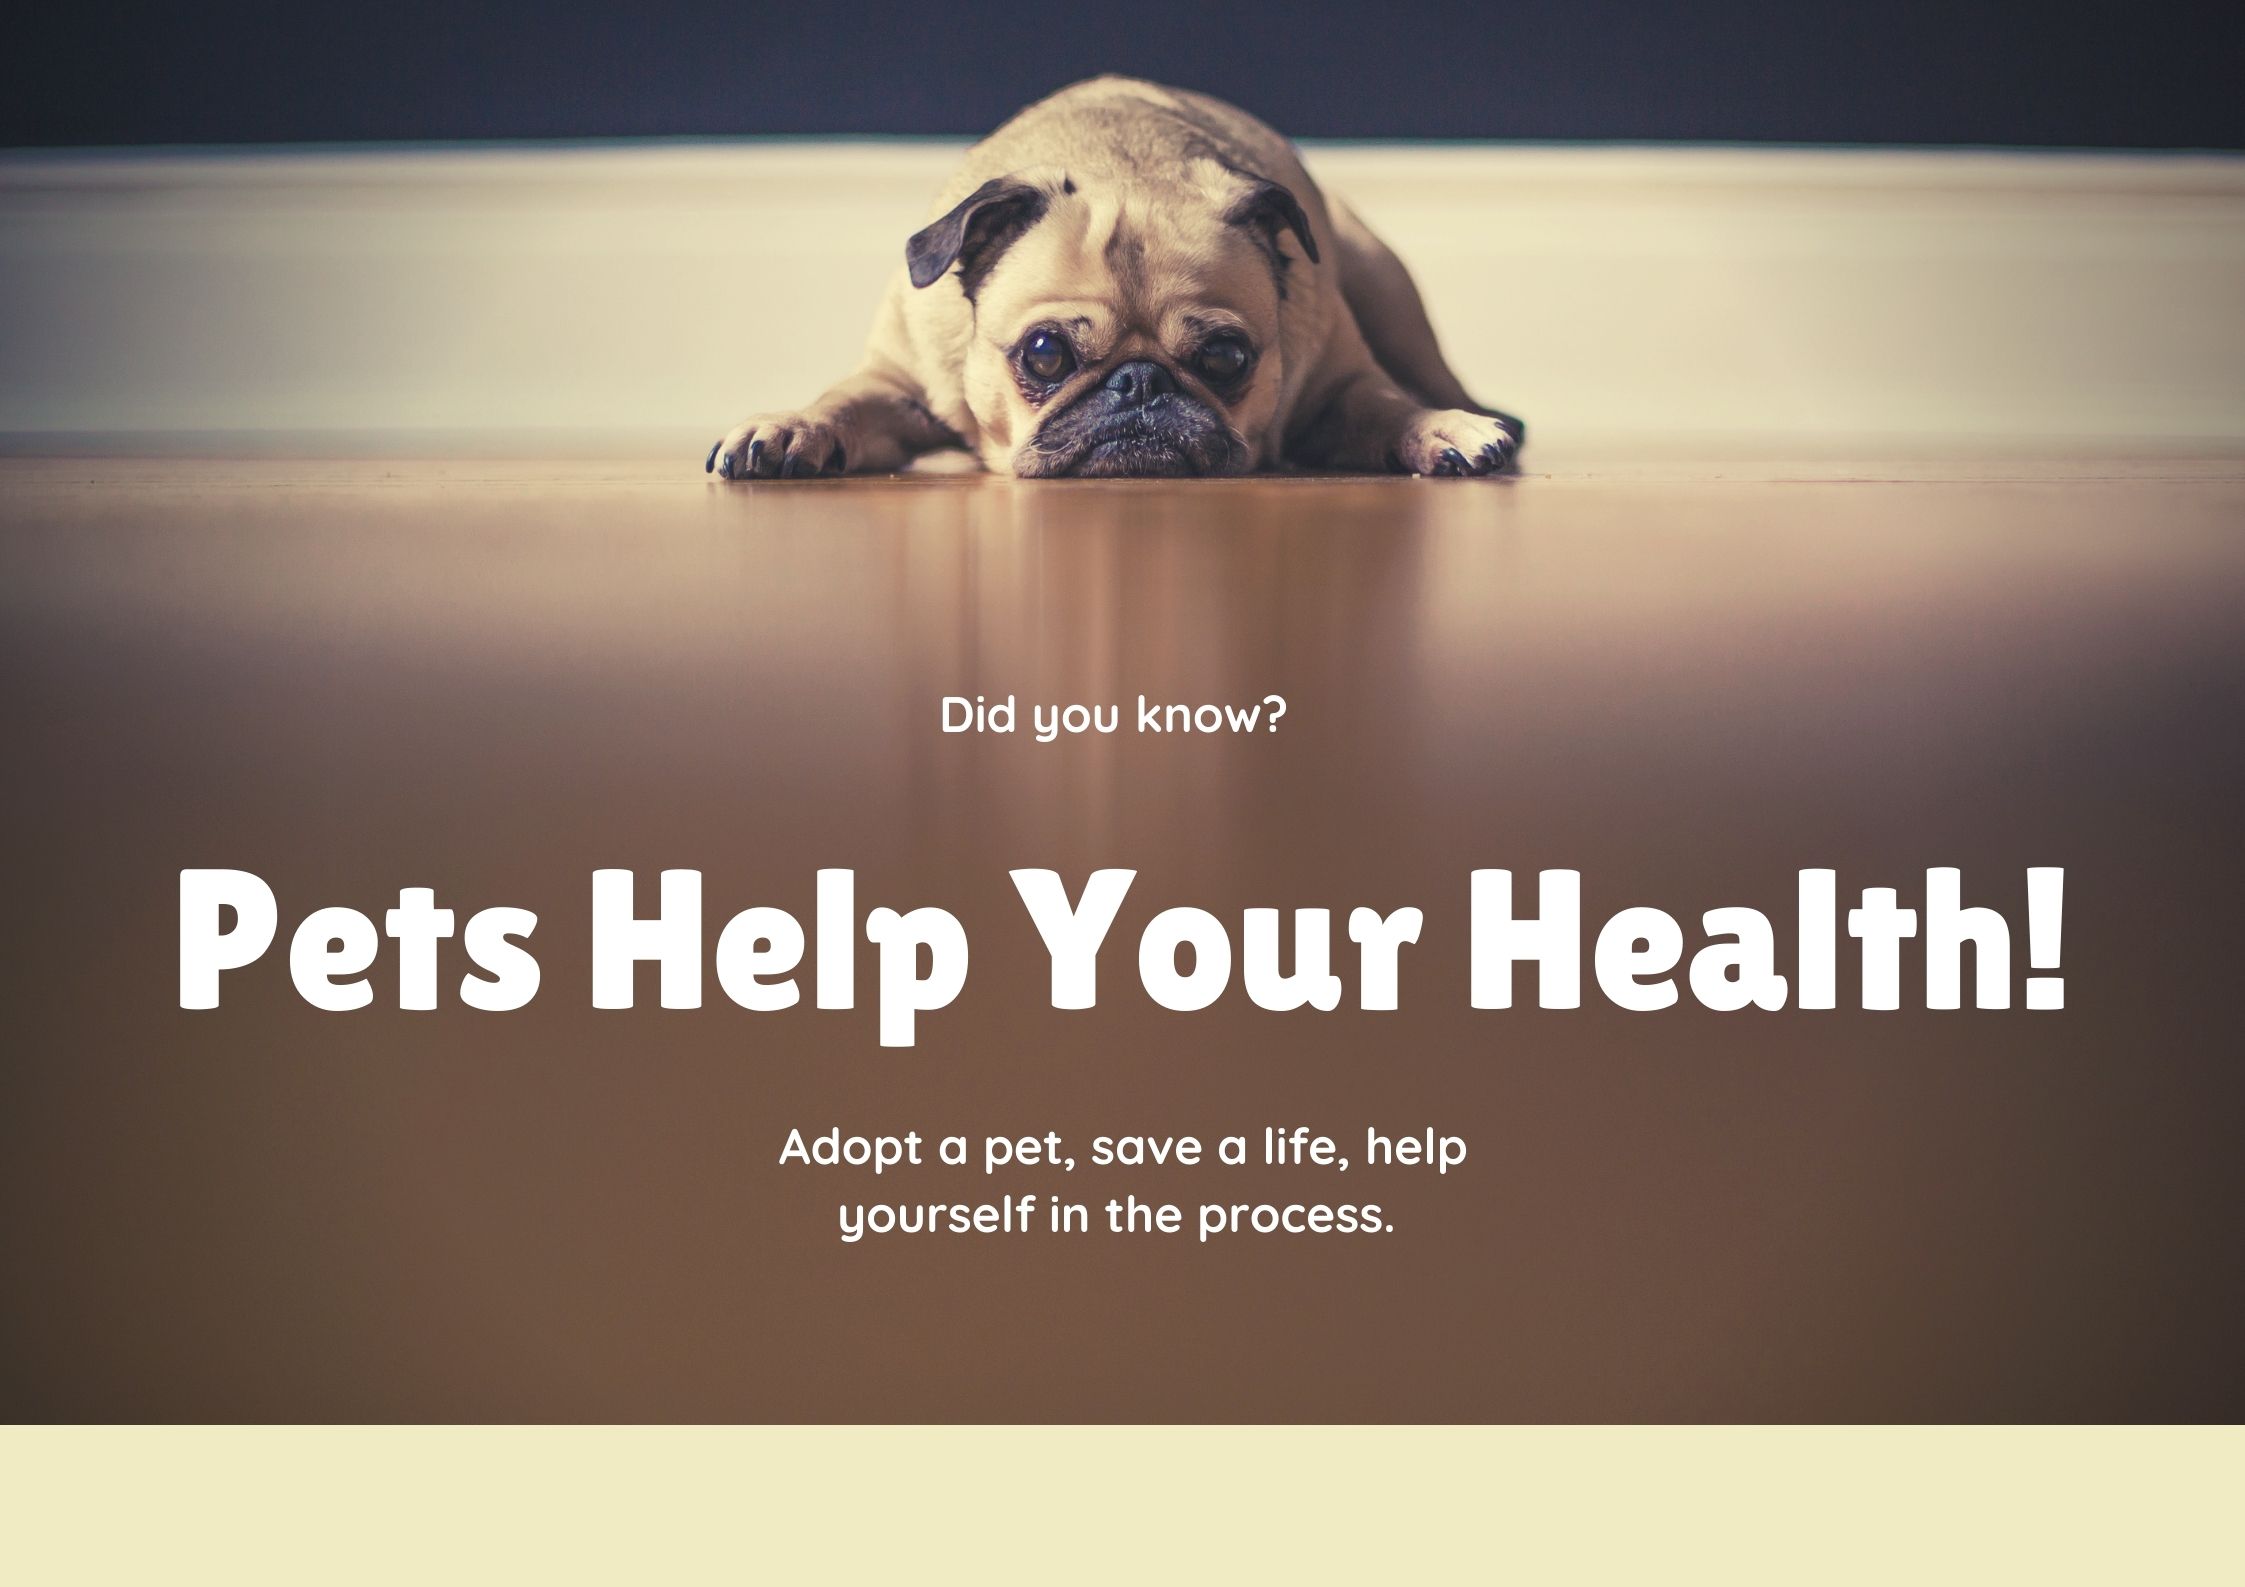 Did you know?
Pets Help Your Health!
Adopt a pet, save a life, help
yourself in the process.